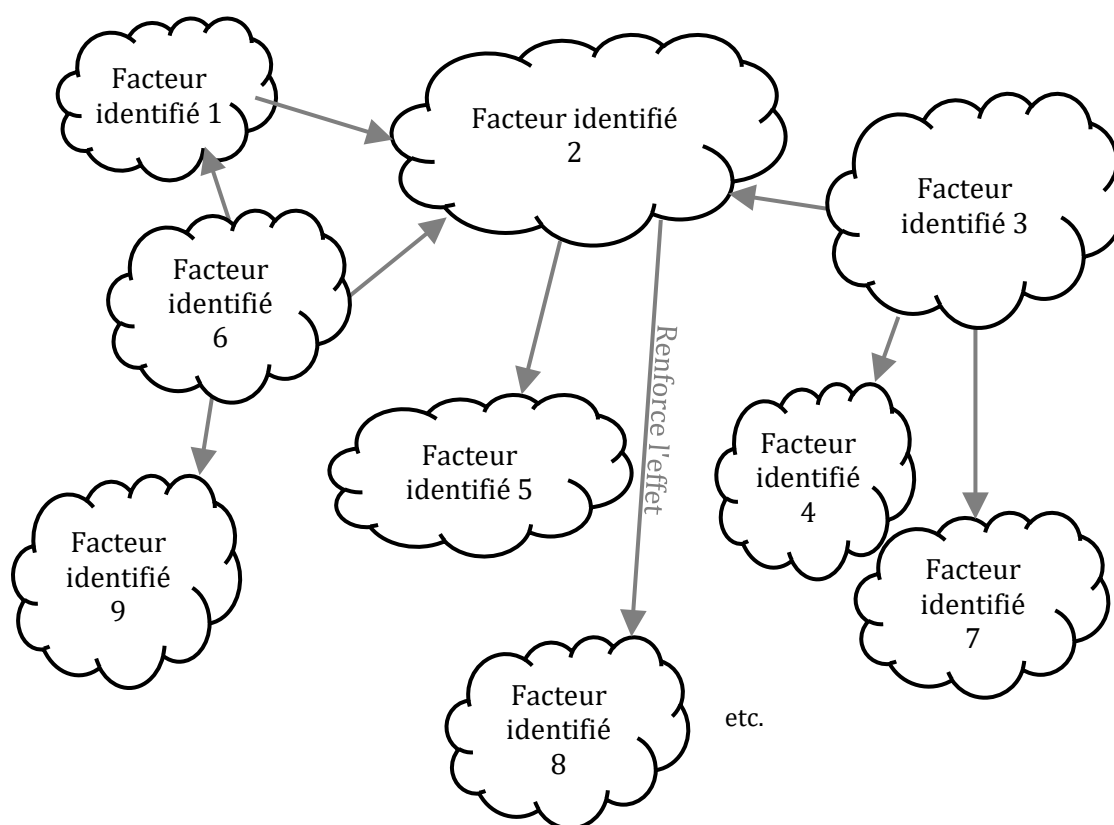 Facteur
identifié 1
Facteur identifié
2
Facteur
identifié 3
Facteur
identifié
6
Renforce l'effet
Facteur
identifié 5
Facteur
identifié
4
Facteur
identifié
9
Facteur
identifié
7
Facteur
identifié
8
etc.